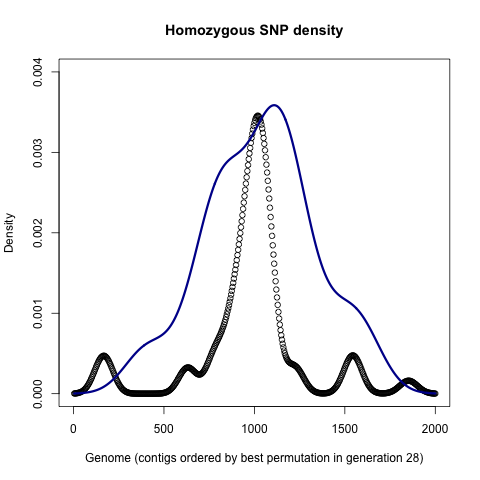 Homozygous SNP density
0.004
0.003
0.002
0.001
0.000
Density
0 500 1000 1500 2000
Genome (contigs ordered by best permutation in generation 28)